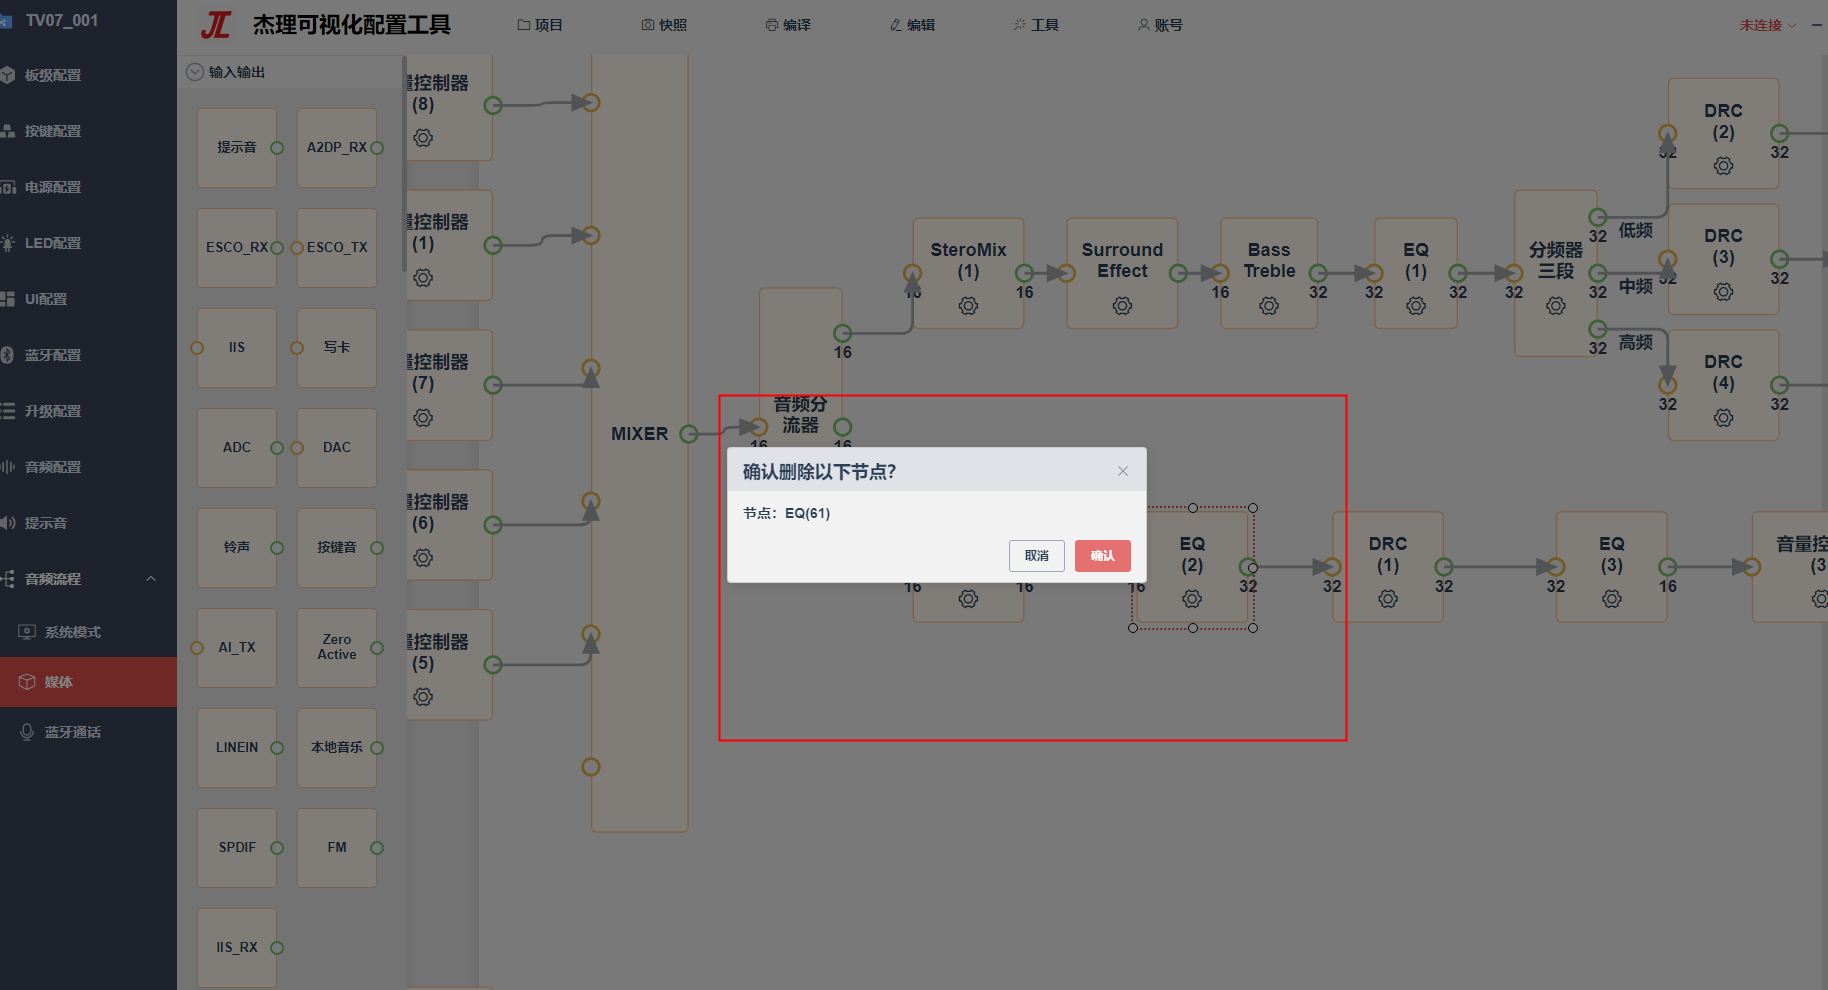 TV07_001
杰理可视化配置工具
项目
快照
编译
编辑
工具
账号
未连接
板级配置
按键配置
电源配置
LED配置
UI配置
蓝牙配置
升级配置
音频配置
提示音
音频流程
系统模式
媒体
蓝牙通话
输入输出
提示音
A2DP_RX
ESCO_RX
ESCO_TX
IIS
写卡
ADC
DAC
铃声
按键音
AI_TX
Zero
Active
LINEIN
本地音乐
SPDIF
FM
IIS_RX
量控制器
(8)
量控制器
(1)
量控制器
(7)
量控制器
(6)
量控制器
(5)
MIXER
音频分
流器
16
16
16
16
SteroMix
(1)
16
16
Surround
Effect
Bass
Treble
16
32
EQ
(1)
32
32
分频器
三段
32
32
低频
32
中频
32
高频
DRC
(2)
32
32
DRC
(3)
32
32
DRC
(4)
32
32
确认删除以下节点?
节点：EQ(61)
取消
确认
16
16
EQ
(2)
16
32
DRC
(1)
32
32
EQ
(3)
32
16
音量控
(3